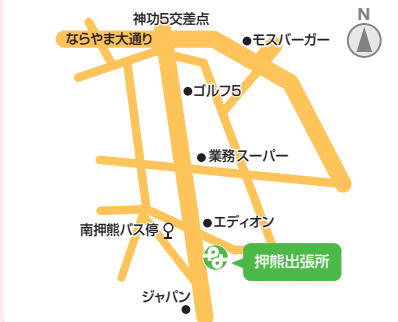 神功5交差点
N
ならやま大通り
モスバーガー
ゴルフ5
業務スーパー
エディオン
南押熊バス停
押熊出張所
ジャパン